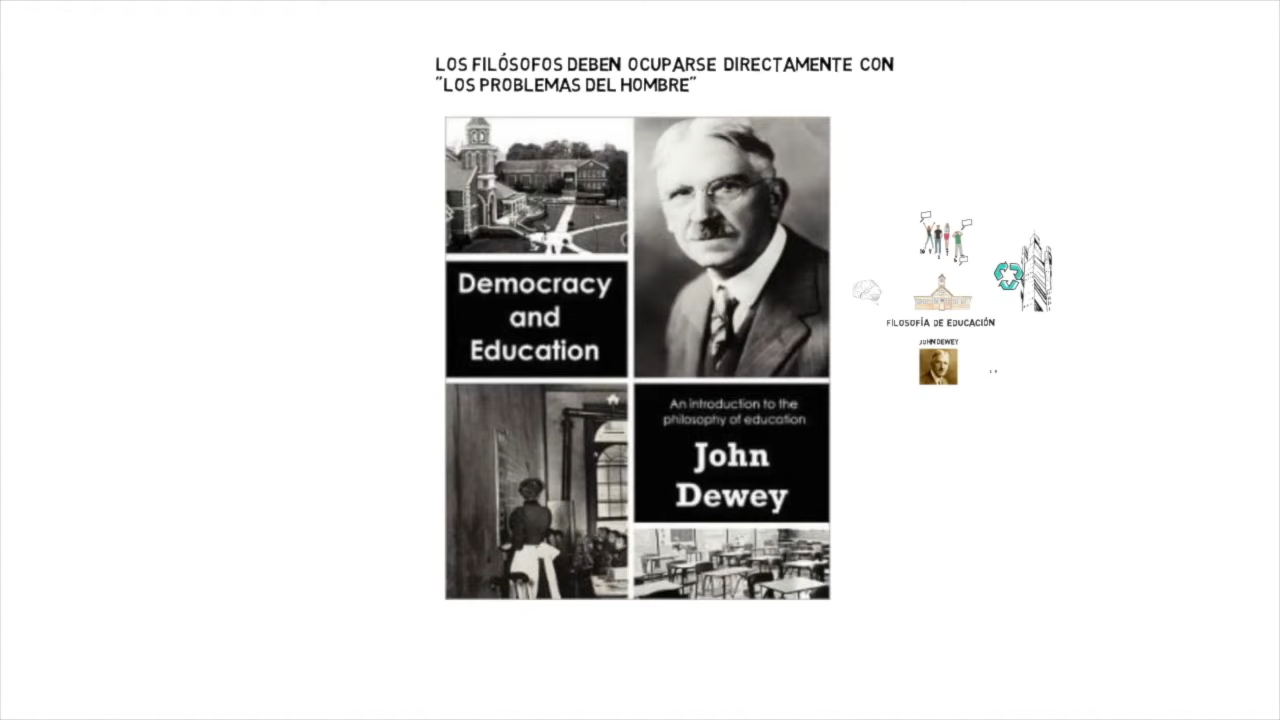 LOS FILÓSOFOS DEBEN OCUPARSE DIRECTAMENTE CON
"LOS PROBLEMAS DEL HOMBRE"
Democracy
and
Education
An introduction to the
philosophy of education
John
Dewey
FILOSOFÍA DE EDUCACIÓN
JOHN DEWEY